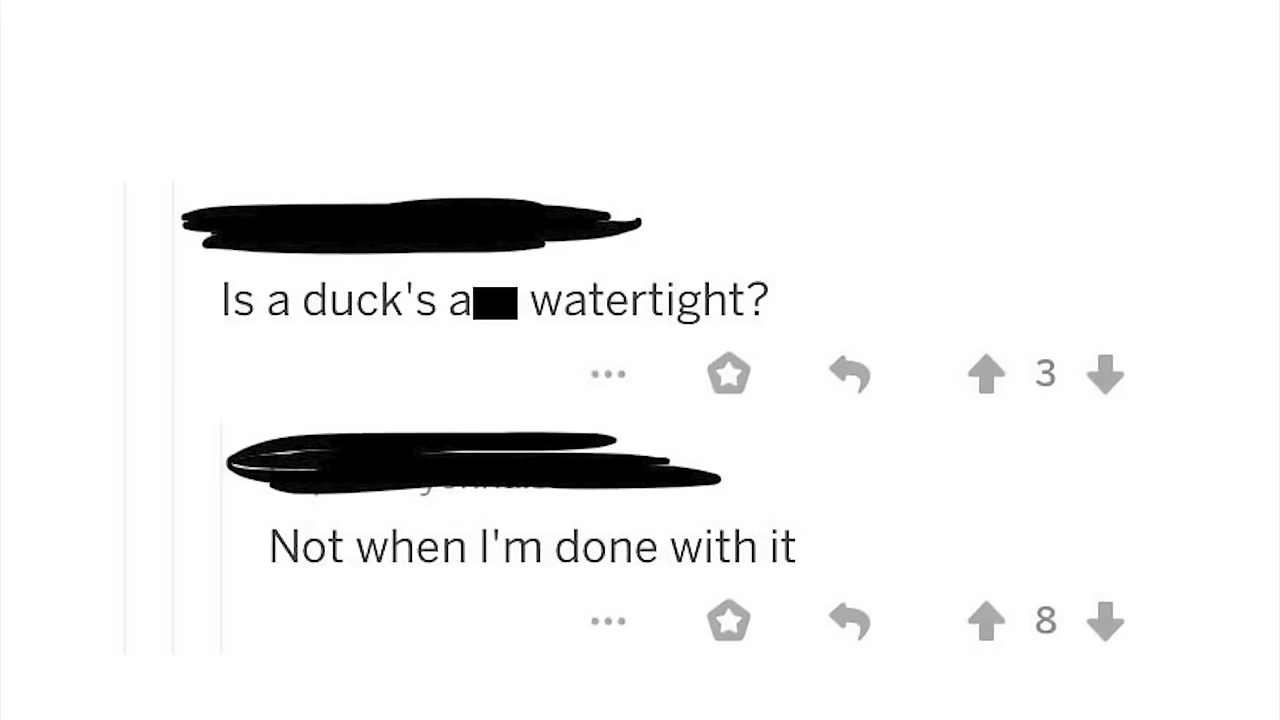 Is a duck's a██ watertight?
3
Not when I'm done with it
8